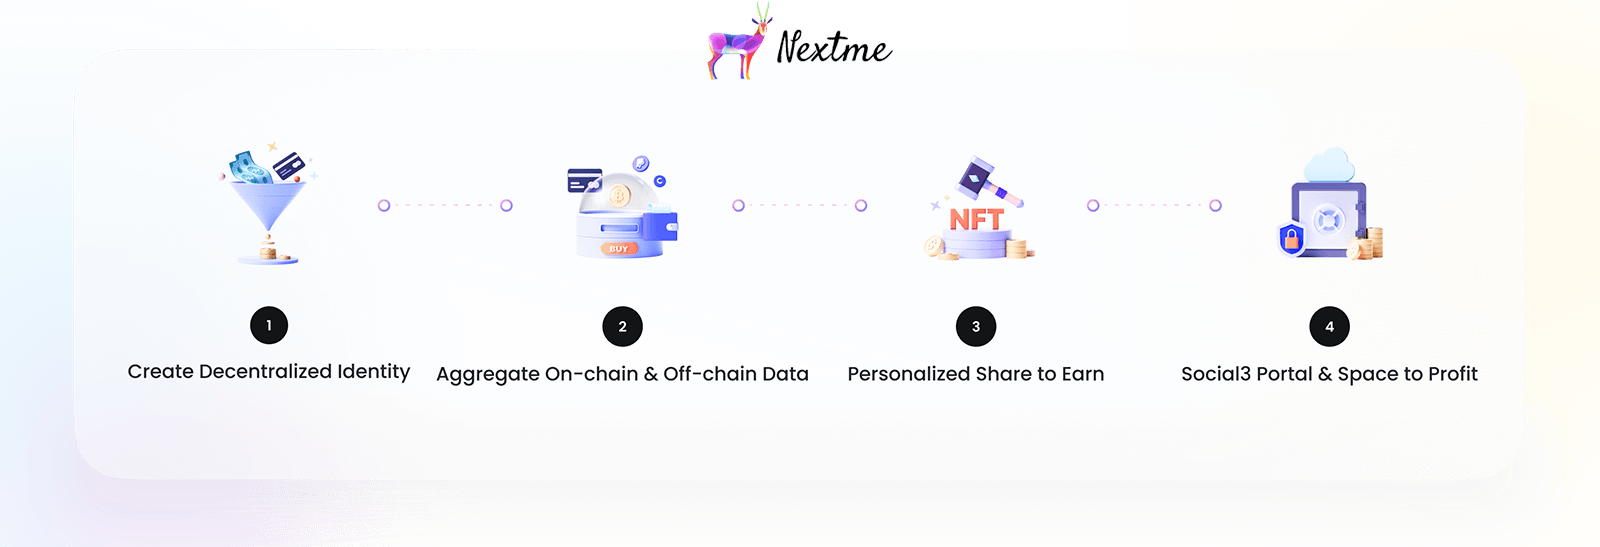 Nextme
BUY
NFT
1
2
3
4
Create Decentralized Identity
Aggregate On-chain & Off-chain Data
Personalized Share to Earn
Social3 Portal & Space to Profit